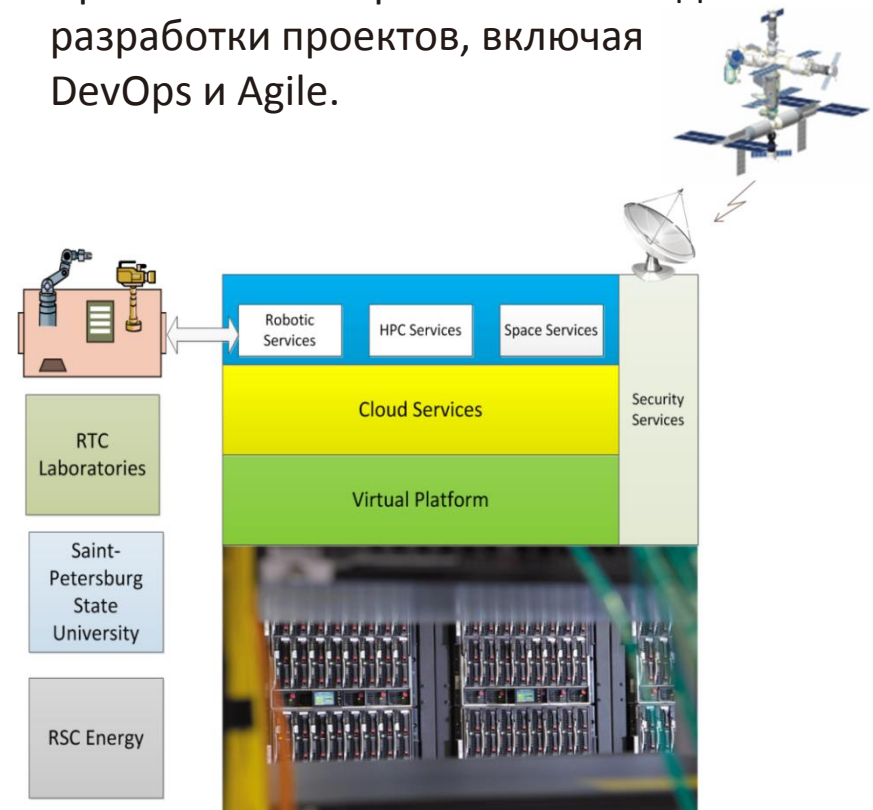 разработки проектов, включая
DevOps и Agile.
Robotic
Services
HPC Services
Space Services
Cloud Services
Security
Services
Virtual Platform
RTC
Laboratories
Saint-
Petersburg
State
University
RSC Energy